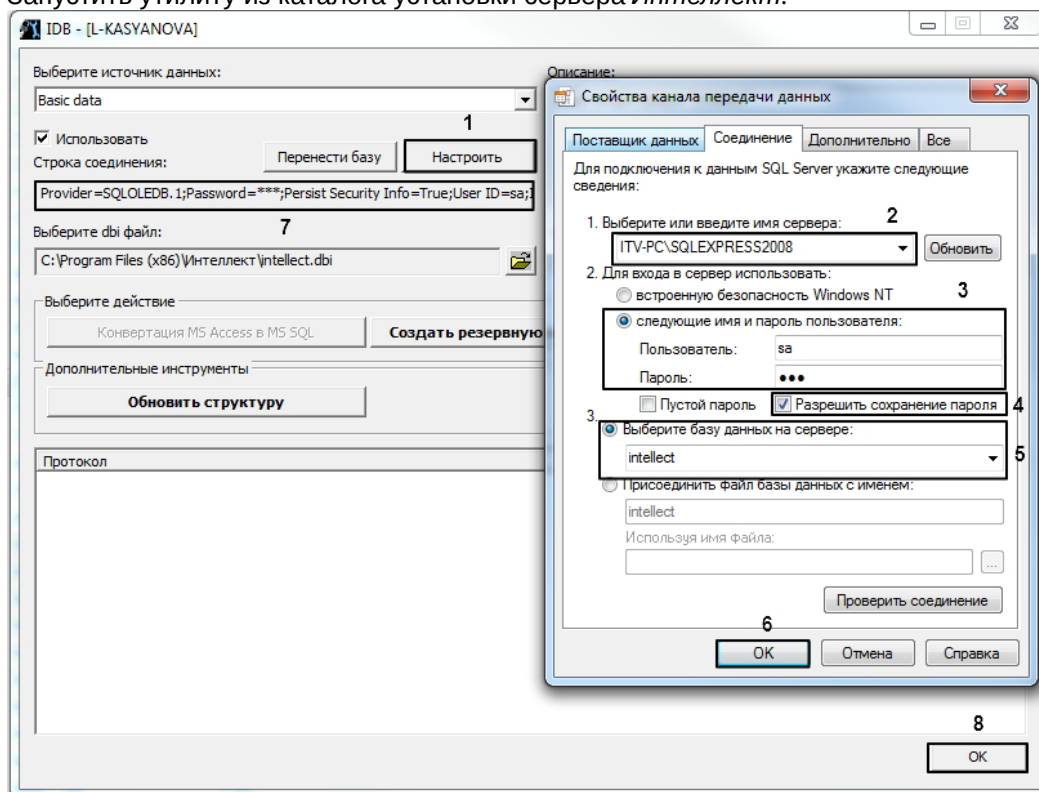 Запустить утилиту из каталога установки сервера Интеллект.
IDB - [L-KASYANOVA]
Выберите источник данных:
Описание:
Basic data
1
Использовать
Строка соединения:
Перенести базу
Настроить
Provider=SQLOLEDB.1;Password=***;Persist Security Info=True;User ID=sa;
7
Выберите dbi файл:
C:\Program Files (x86)\Интеллект\intellect.dbi
Выберите действие
Конвертация MS Access в MS SQL
Создать резервную
Дополнительные инструменты
Обновить структуру
Протокол
Свойства канала передачи данных
Поставщик данных
Соединение
Дополнительно
Все
Для подключения к данным SQL Server укажите следующие
сведения:
1. Выберите или введите имя сервера:
2
ITV-PC\SQLEXPRESS2008
Обновить
2. Для входа в сервер использовать:
встроенную безопасность Windows NT
3
следующие имя и пароль пользователя:
Пользователь:
sa
Пароль:
●●●
Пустой пароль
Разрешить сохранение пароля
4
3.
Выберите базу данных на сервере:
intellect
5
Присоединить файл базы данных с именем:
intellect
Используя имя файла:
...
Проверить соединение
6
OK
Отмена
Справка
8
OK